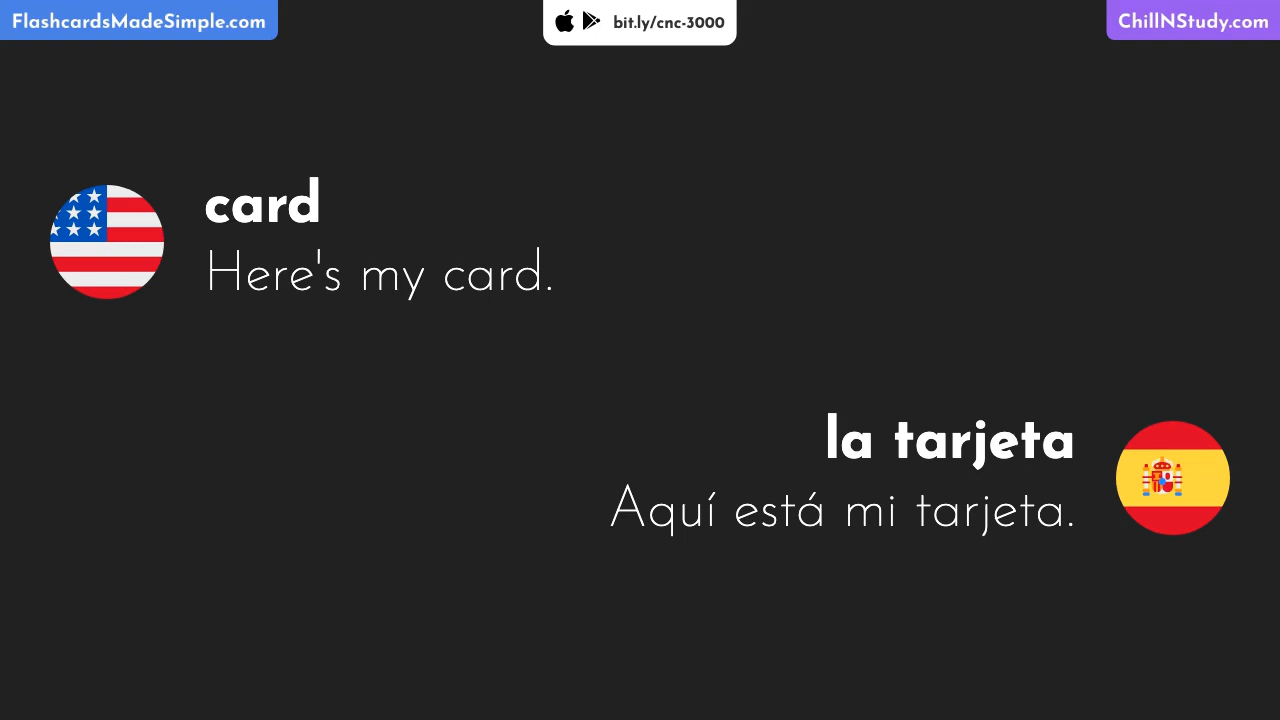 FlashcardsMadeSimple.com
bit.ly/cnc-3000
ChillNStudy.com
card
Here's my card.
la tarjeta
Aquí está mi tarjeta.